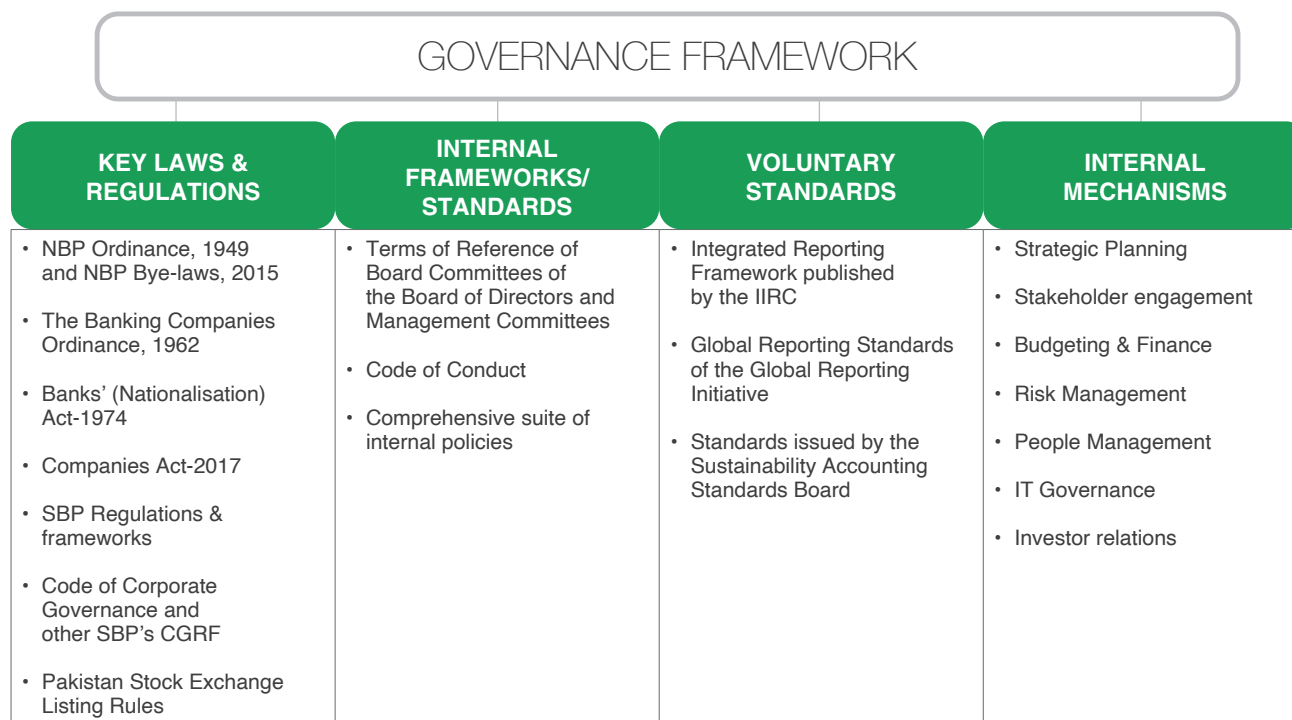 GOVERNANCE FRAMEWORK
KEY LAWS &
REGULATIONS
• NBP Ordinance, 1949
and NBP Bye-laws, 2015
• The Banking Companies
Ordinance, 1962
• Banks’ (Nationalisation)
Act-1974
• Companies Act-2017
• SBP Regulations &
frameworks
• Code of Corporate
Governance and
other SBP’s CGRF
• Pakistan Stock Exchange
Listing Rules
INTERNAL
FRAMEWORKS/
STANDARDS
• Terms of Reference of
Board Committees of
the Board of Directors and
Management Committees
• Code of Conduct
• Comprehensive suite of
internal policies
VOLUNTARY
STANDARDS
• Integrated Reporting
Framework published
by the IIRC
• Global Reporting Standards
of the Global Reporting
Initiative
• Standards issued by the
Sustainability Accounting
Standards Board
INTERNAL
MECHANISMS
• Strategic Planning
• Stakeholder engagement
• Budgeting & Finance
• Risk Management
• People Management
• IT Governance
• Investor relations